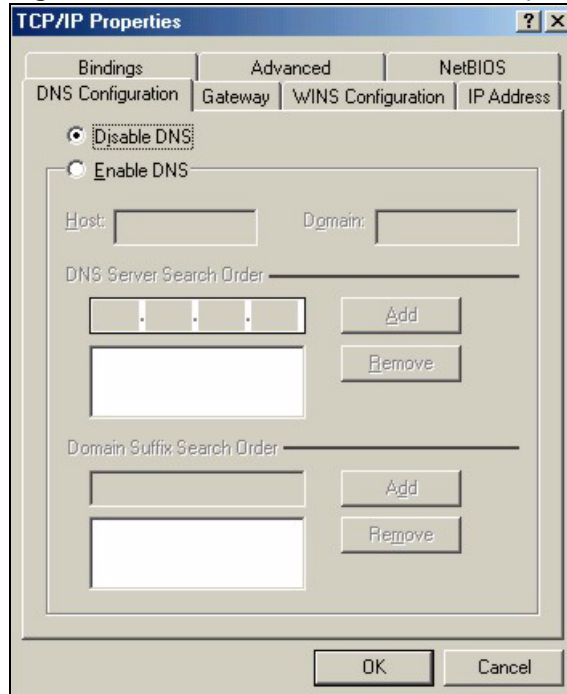 TCP/IP Properties
Bindings Advanced NetBIOS
DNS Configuration Gateway WINS Configuration IP Address
Disable DNS
Enable DNS
Host: Domain:
DNS Server Search Order
. . . Add
Remove
Domain Suffix Search Order
Add
Remove
OK Cancel